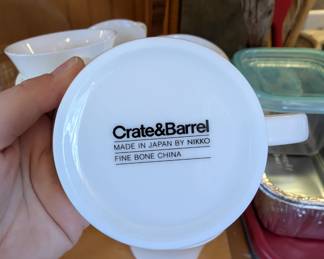 Crate&Barrel
MADE IN JAPAN BY NIKKO
FINE BONE CHINA